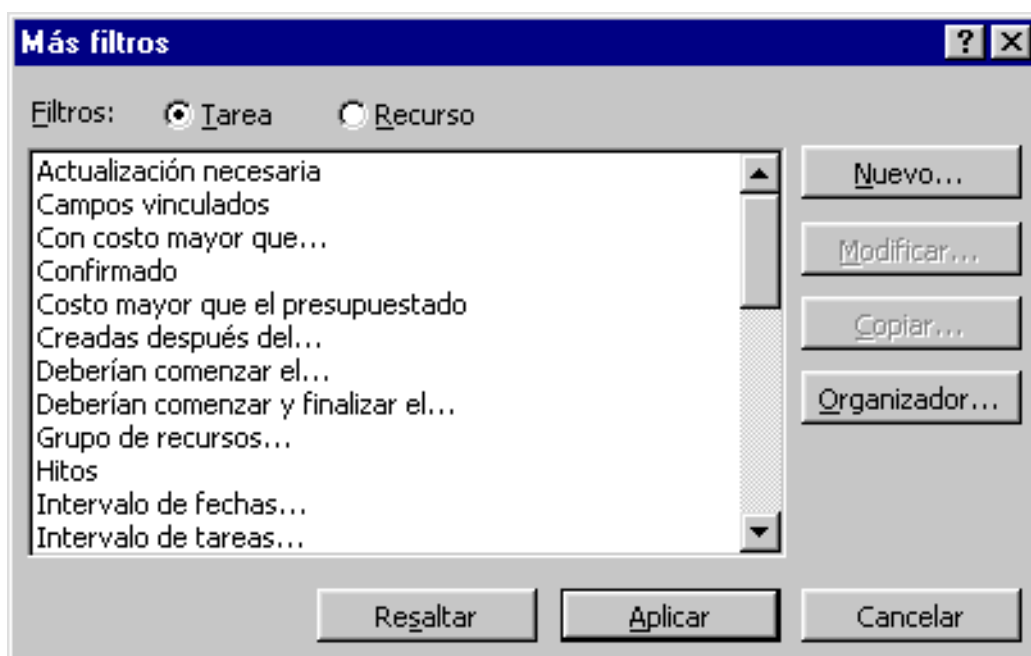 Más filtros
Filtros: Tarea Recurso
Actualización necesaria
Campos vinculados
Con costo mayor que...
Confirmado
Costo mayor que el presupuestado
Creadas después del...
Deberían comenzar el...
Deberían comenzar y finalizar el...
Grupo de recursos...
Hitos
Intervalo de fechas...
Intervalo de tareas...
Nuevo...
Modificar...
Copiar...
Organizador...
Resaltar Aplicar Cancelar